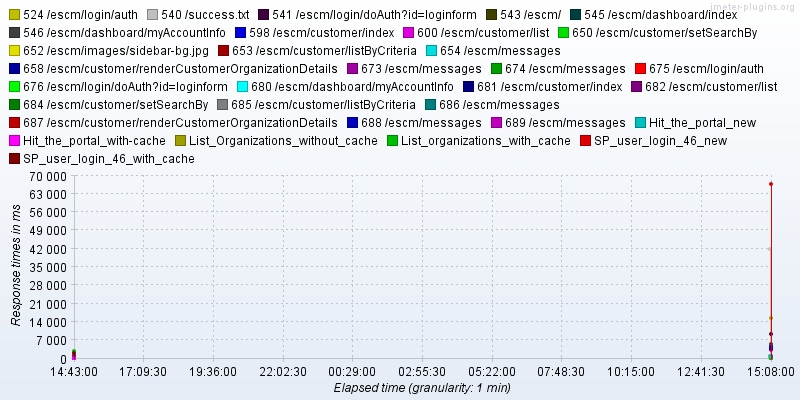 jmeter-plugins.org
524 /escm/login/auth 540 /success.txt 541 /escm/login/doAuth?id=loginform 543 /escm/ 545 /escm/dashboard/index
546 /escm/dashboard/myAccountInfo 598 /escm/customer/index 600 /escm/customer/list 650 /escm/customer/setSearchBy
652 /escm/images/sidebar-bg.jpg 653 /escm/customer/listByCriteria 654 /escm/messages
658 /escm/customer/renderCustomerOrganizationDetails 673 /escm/messages 674 /escm/messages 675 /escm/login/auth
676 /escm/login/doAuth?id=loginform 680 /escm/dashboard/myAccountInfo 681 /escm/customer/index 682 /escm/customer/list
684 /escm/customer/setSearchBy 685 /escm/customer/listByCriteria 686 /escm/messages
687 /escm/customer/renderCustomerOrganizationDetails 688 /escm/messages 689 /escm/messages Hit_the_portal_new
Hit_the_portal_with-cache List_Organizations_without_cache List_organizations_with_cache SP_user_login_46_new
SP_user_login_46_with_cache
70 000
63 000
56 000
49 000
42 000
35 000
28 000
21 000
14 000
7 000
0
Response times in ms
14:43:00 17:09:30 19:36:00 22:02:30 00:29:00 02:55:30 05:22:00 07:48:30 10:15:00 12:41:30 15:08:00
Elapsed time (granularity: 1 min)